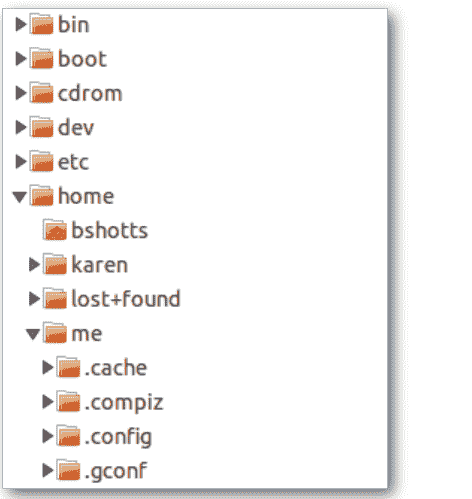 bin
boot
cdrom
dev
etc
home
bshotts
karen
lost+found
me
.cache
.compiz
.config
.gconf